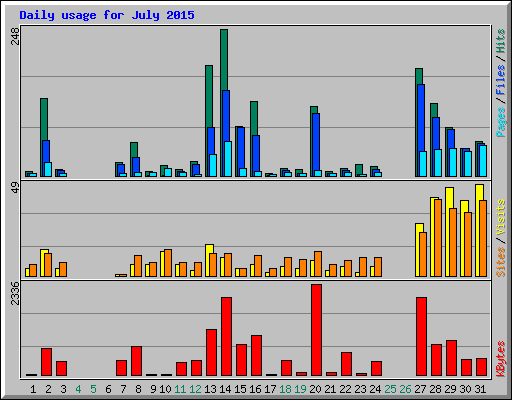 Daily usage for July 2015
248
Pages / Files / Hits
49
Sites / Visits
2336
KBytes
1 2 3 4 5 6 7 8 9 10 11 12 13 14 15 16 17 18 19 20 21 22 23 24 25 26 27 28 29 30 31